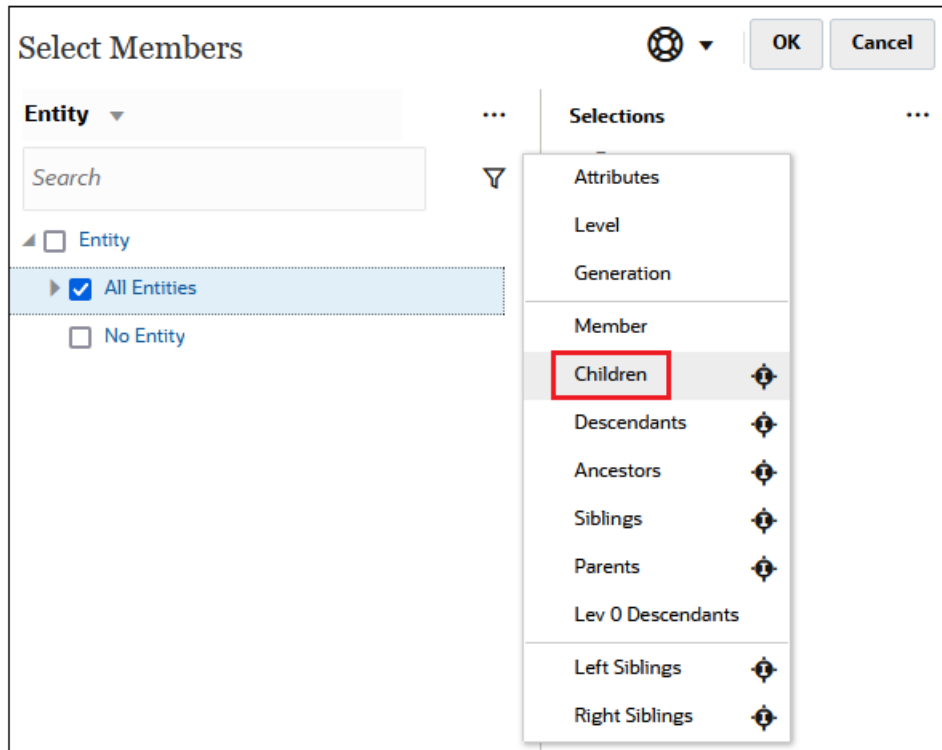 Select Members
OK
Cancel
Entity
Selections
Search
Entity
All Entities
No Entity
Attributes
Level
Generation
Member
Children
Descendants
Ancestors
Siblings
Parents
Lev 0 Descendants
Left Siblings
Right Siblings